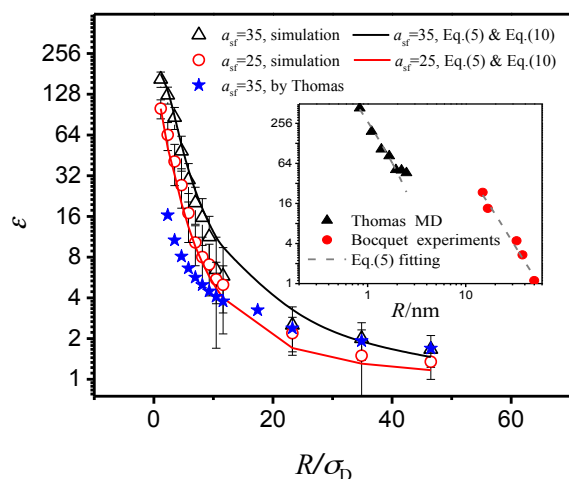 a_sf=35, simulation a_sf=35, Eq.(5) & Eq.(10)
a_sf=25, simulation a_sf=25, Eq.(5) & Eq.(10)
a_sf=35, by Thomas
ε
256
128
64
32
16
8
4
2
1
256
64
16
4
1
Thomas MD
Bocquet experiments
Eq.(5) fitting
1 10
R/nm
0 20 40 60
R/σ_D